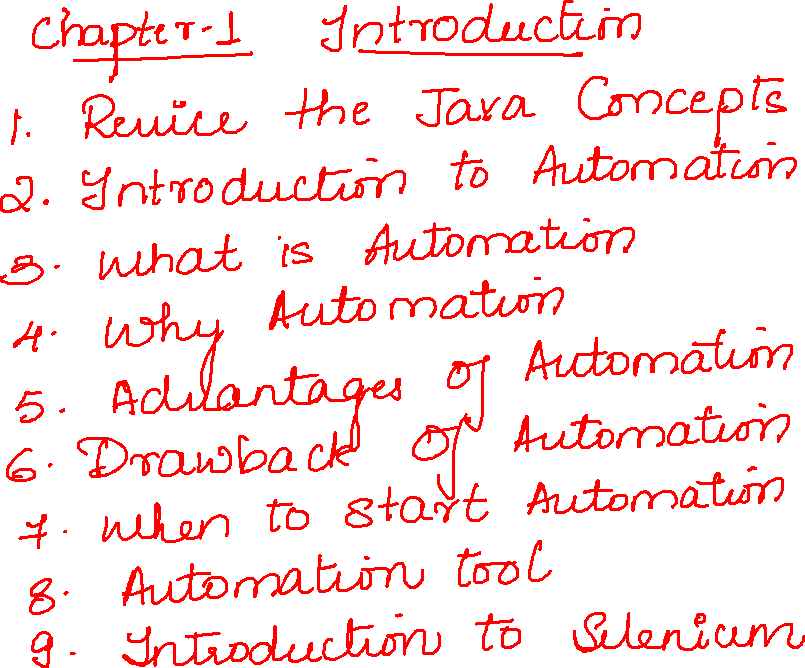 Chapter-1 Introduction
1. Revice the Java Concepts
2. Introduction to Automation
3. What is Automation
4. Why Automation
5. Advantages of Automation
6. Drawback of Automation
7. When to start Automation
8. Automation tool
9. Introduction to Selenium